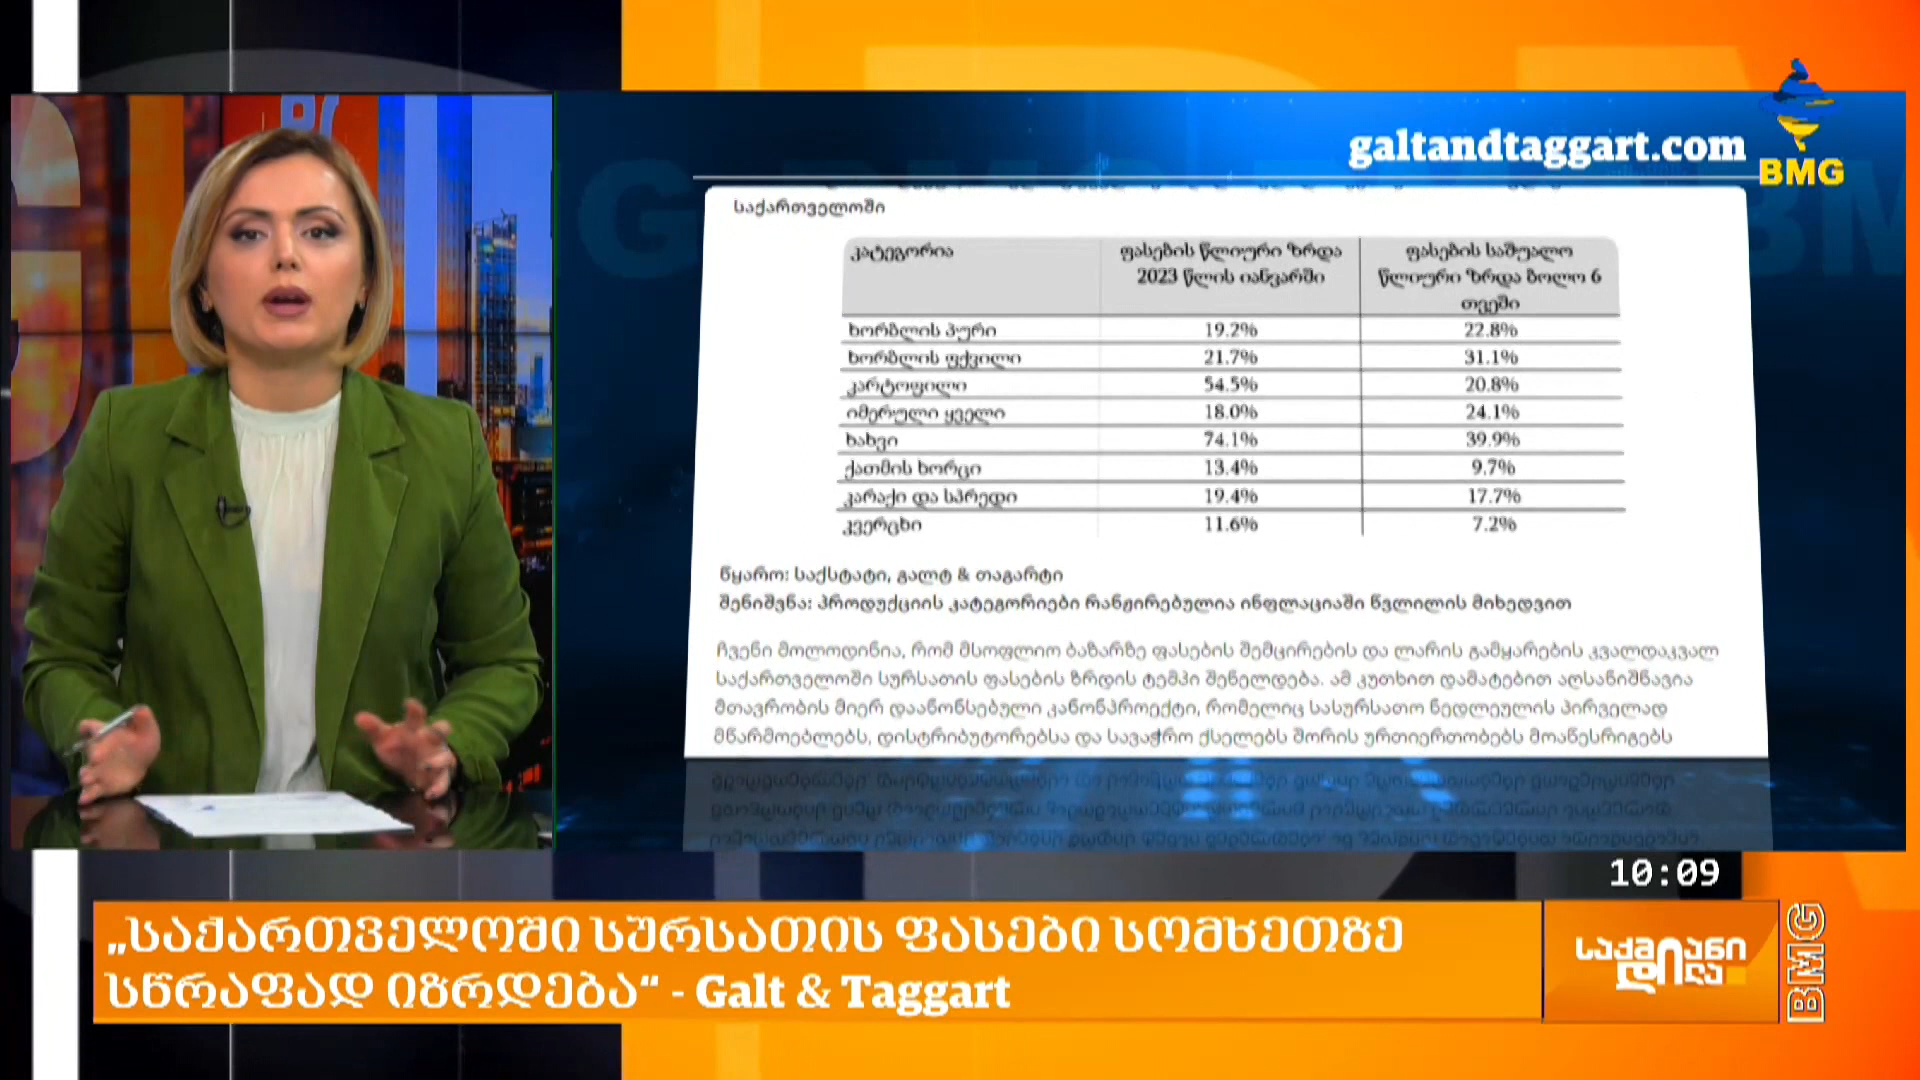 galtandtaggart.com
BMG
საქართველოში
კატეგორია ფასების წლიური ზრდა 2023 წლის იანვარში ფასების საშუალო წლიური ზრდა ბოლო 6 თვეში
ხორბლის პური 19.2% 22.8%
ხორბლის ფქვილი 21.7% 31.1%
კარტოფილი 54.5% 20.8%
იმერული ყველი 18.0% 24.1%
ხახვი 74.1% 39.9%
ქათმის ხორცი 13.4% 9.7%
კარაქი და სპრედი 19.4% 17.7%
კვერცხი 11.6% 7.2%
წყარო: საქსტატი, გალტ & თაგარტი
შენიშვნა: პროდუქციის კატეგორიები რანჟირებულია ინფლაციაში წვლილის მიხედვით
ჩვენი მოლოდინია, რომ მსოფლიო ბაზარზე ფასების შემცირების და ლარის გამყარების კვალდაკვალ
საქართველოში სურსათის ფასების ზრდის ტემპი შენელდება. ამ კუთხით დამატებით აღსანიშნავია
მთავრობის მიერ დაანონსებული კანონპროექტი, რომელიც სასურსათო ნედლეულის პირველად
მწარმოებლებს, დისტრიბუტორებსა და სავაჭრო ქსელებს შორის ურთიერთობებს მოაწესრიგებს
10:09
„საქართველოში სურსათის ფასები სომხეთზე
სწრაფად იზრდება“ - Galt & Taggart
საქმიანი
დილა
BMG